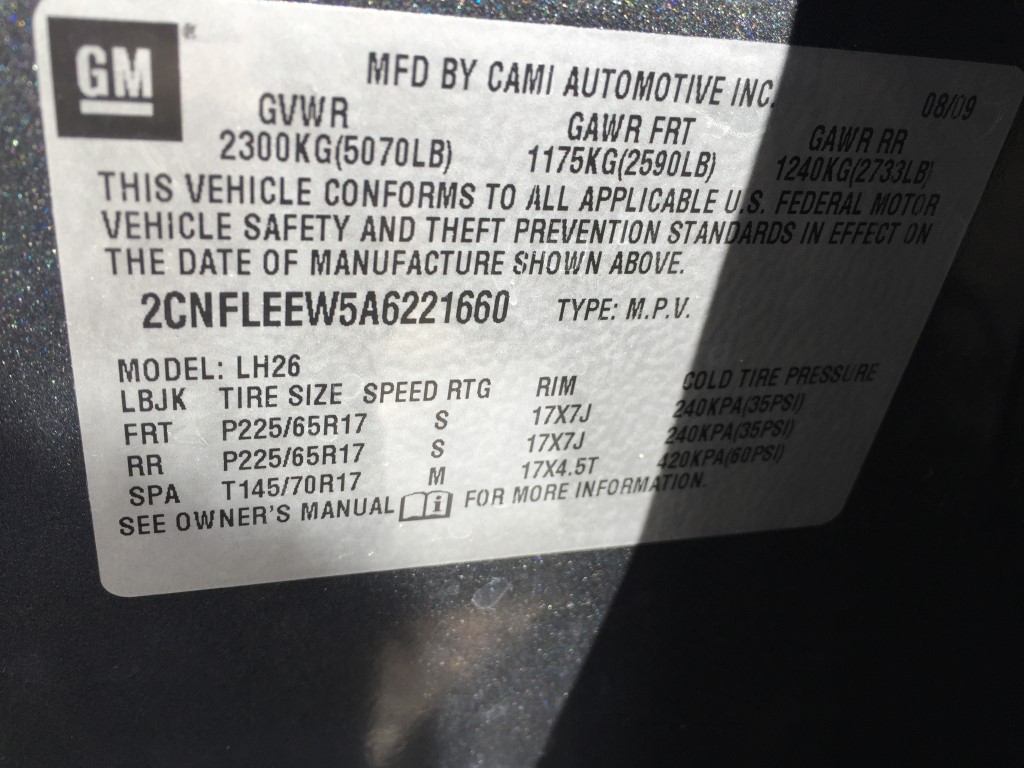 GM
MFD BY CAMI AUTOMOTIVE INC.
08/09
GVWR GAWR FRT GAWR RR
2300KG(5070LB) 1175KG(2590LB) 1240KG(2733LB)
THIS VEHICLE CONFORMS TO ALL APPLICABLE U.S. FEDERAL MOTOR
VEHICLE SAFETY AND THEFT PREVENTION STANDARDS IN EFFECT ON
THE DATE OF MANUFACTURE SHOWN ABOVE.
2CNFLEEW5A6221660 TYPE: M.P.V.
MODEL: LH26
LBJK TIRE SIZE SPEED RTG RIM COLD TIRE PRESSURE
FRT P225/65R17 S 17X7J 240KPA(35PSI)
RR P225/65R17 S 17X7J 240KPA(35PSI)
SPA T145/70R17 M 17X4.5T 420KPA(60PSI)
SEE OWNER'S MANUAL i FOR MORE INFORMATION.